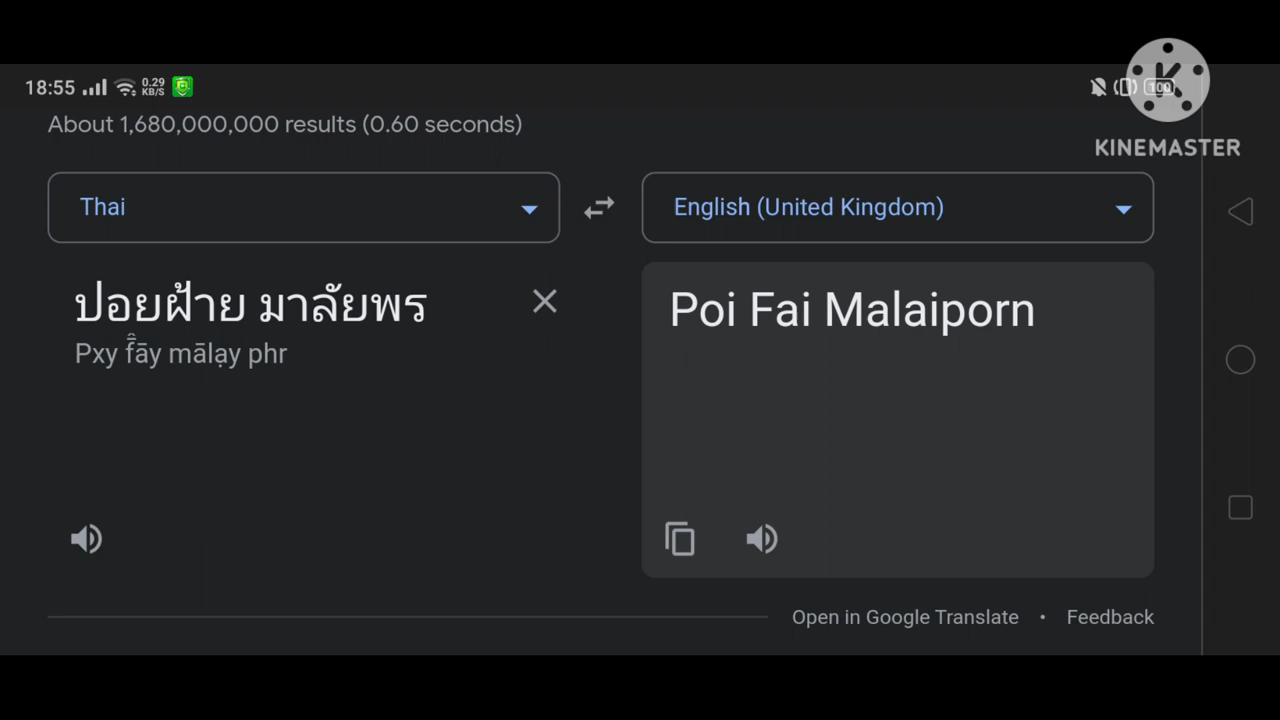 18:55 0.29 KB/S 100
KINEMASTER
About 1,680,000,000 results (0.60 seconds)
Thai
English (United Kingdom)
ปอยฝ้าย มาลัยพร
Pxy f̄̂āy mālạy phr
Poi Fai Malaiporn
Open in Google Translate • Feedback